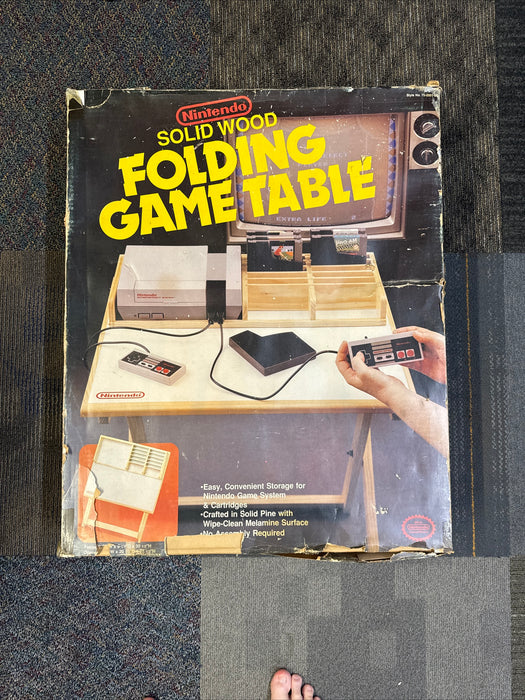 Nintendo
SOLID WOOD
FOLDING
GAME TABLE
EXTRA LIFE
Nintendo
Nintendo
•Easy, Convenient Storage for
Nintendo Game System
& Cartridges
•Crafted in Solid Pine with
Wipe-Clean Melamine Surface
•No Assembly Required